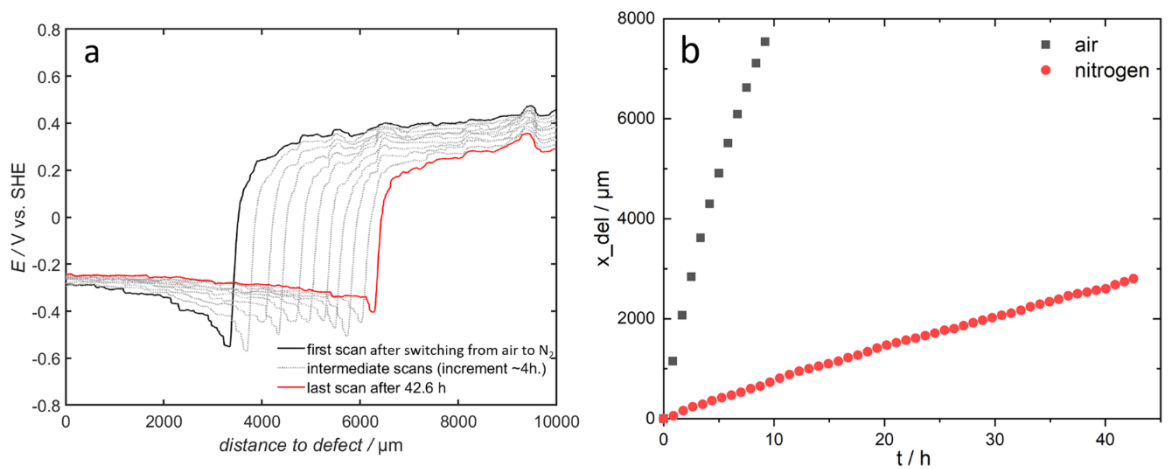 a
E / V vs. SHE
0.8
0.6
0.4
0.2
0
-0.2
-0.4
-0.6
-0.8
first scan after switching from air to N₂
intermediate scans (increment ~4h.)
last scan after 42.6 h
0 2000 4000 6000 8000 10000
distance to defect / µm
b
x_del / µm
8000
6000
4000
2000
0
air
nitrogen
0 10 20 30 40
t / h